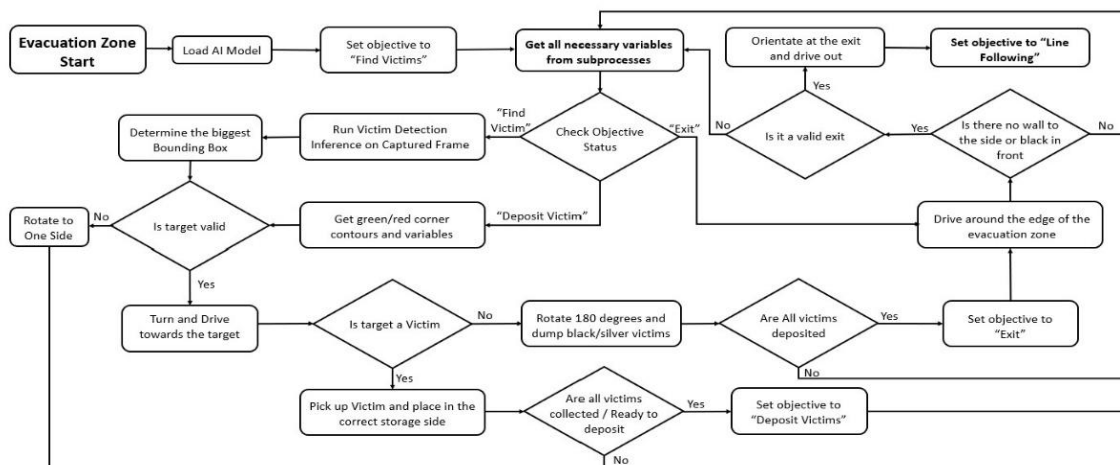 Evacuation Zone
Start
Load AI Model
Set objective to
“Find Victims”
Get all necessary variables
from subprocesses
Orientate at the exit
and drive out
Set objective to “Line
Following”
Yes
No
Is it a valid exit
Yes
Is there no wall to
the side or black in
front
No
Determine the biggest
Bounding Box
Run Victim Detection
Inference on Captured Frame
“Find
Victim”
Check Objective
Status
“Exit”
Rotate to
One Side
No
Is target valid
Get green/red corner
contours and variables
“Deposit Victim”
Drive around the edge of the
evacuation zone
Yes
Turn and Drive
towards the target
Is target a Victim
No
Rotate 180 degrees and
dump black/silver victims
Are All victims
deposited
Yes
Set objective to
“Exit”
No
Yes
Pick up Victim and place in the
correct storage side
Are all victims
collected / Ready to
deposit
Yes
Set objective to
“Deposit Victims”
No